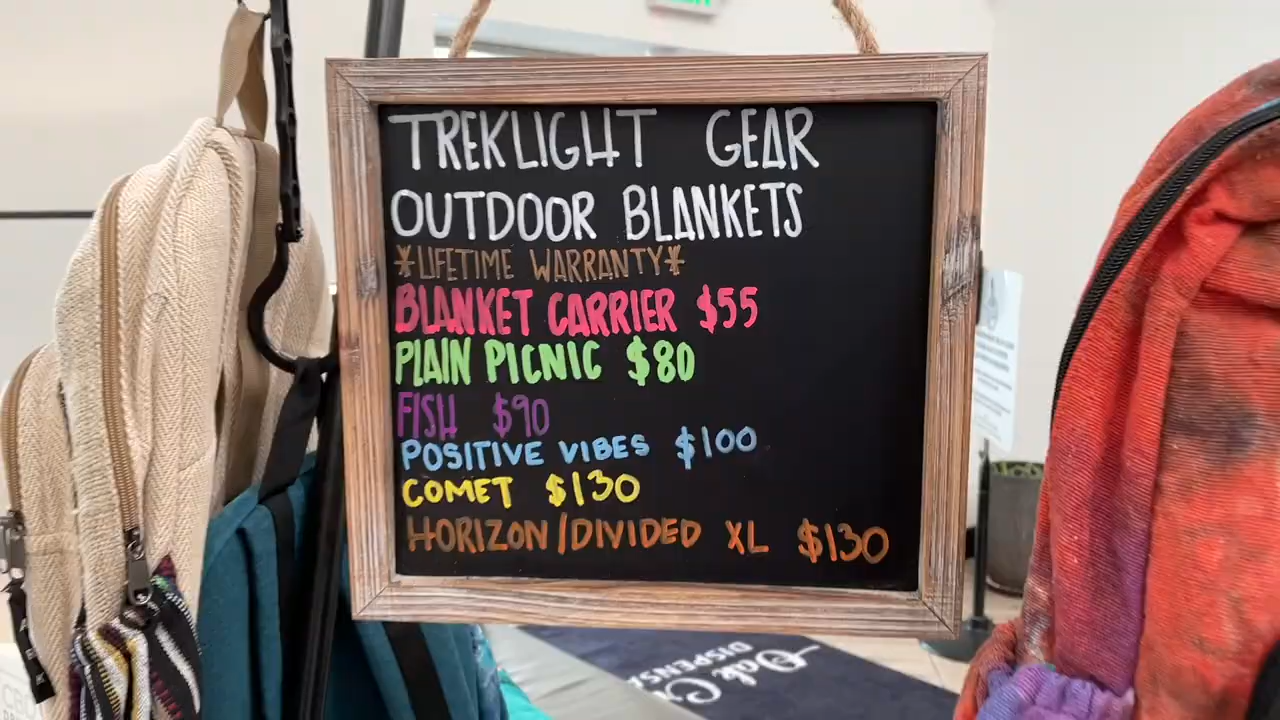 TREKLIGHT GEAR
OUTDOOR BLANKETS
*LIFETIME WARRANTY*
BLANKET CARRIER $55
PLAIN PICNIC $80
FISH $90
POSITIVE VIBES $100
COMET $130
HORIZON/DIVIDED XL $130
CBD